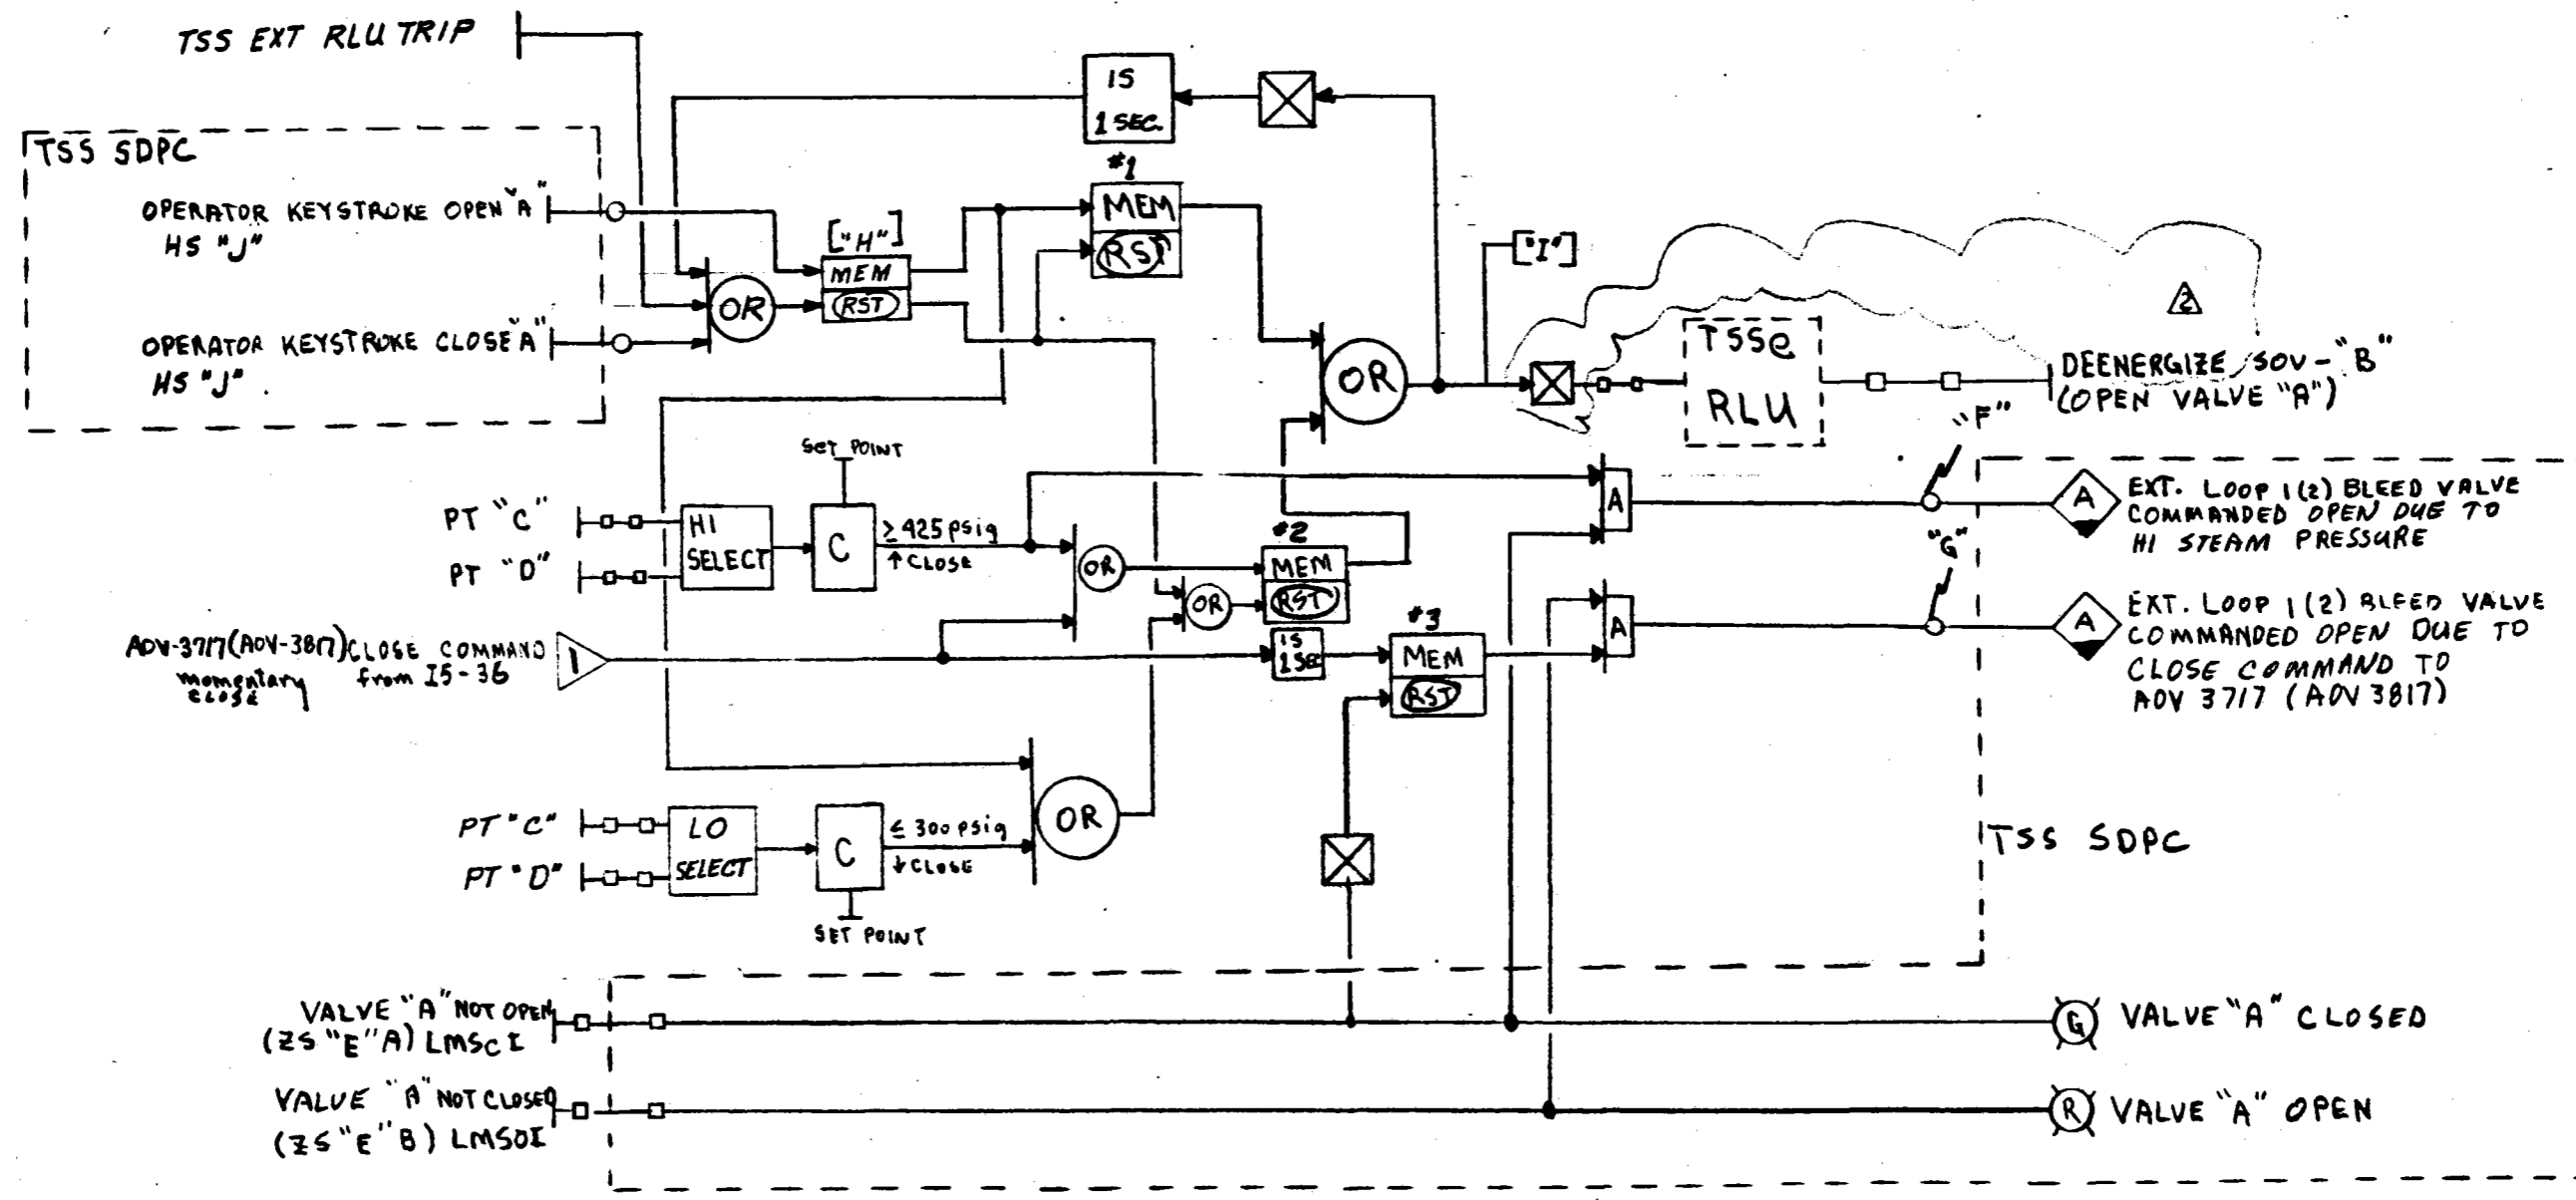 TSS EXT RLU TRIP
IS
1 SEC.
TSS SDPC
#1
OPERATOR KEYSTROKE OPEN "A"
HS "J"
MEM
RST
["H"]
MEM
RST
OR
OPERATOR KEYSTROKE CLOSE "A"
HS "J"
["I"]
2
OR
TSSe
RLU
DEENERGIZE SOV-"B"
(OPEN VALVE "A")
"F"
SET POINT
PT "C"
PT "D"
HI
SELECT
C
≥425 psig
↑ CLOSE
OR
OR
#2
MEM
RST
A
A
EXT. LOOP 1(2) BLEED VALVE
COMMANDED OPEN DUE TO
HI STEAM PRESSURE
"G"
AOV-3717(AOV-3817) CLOSE COMMAND
momentary
close
from I5-36
1
IS
1 SEC
#3
MEM
RST
A
A
EXT. LOOP 1(2) BLEED VALVE
COMMANDED OPEN DUE TO
CLOSE COMMAND TO
AOV 3717 (AOV 3817)
PT "C"
PT "D"
LO
SELECT
C
≤ 300 psig
↓ CLOSE
OR
SET POINT
TSS SDPC
VALVE "A" NOT OPEN
(ZS "E" A) LMSCI
G
VALVE "A" CLOSED
VALVE "A" NOT CLOSED
(ZS "E" B) LMSOI
R
VALVE "A" OPEN